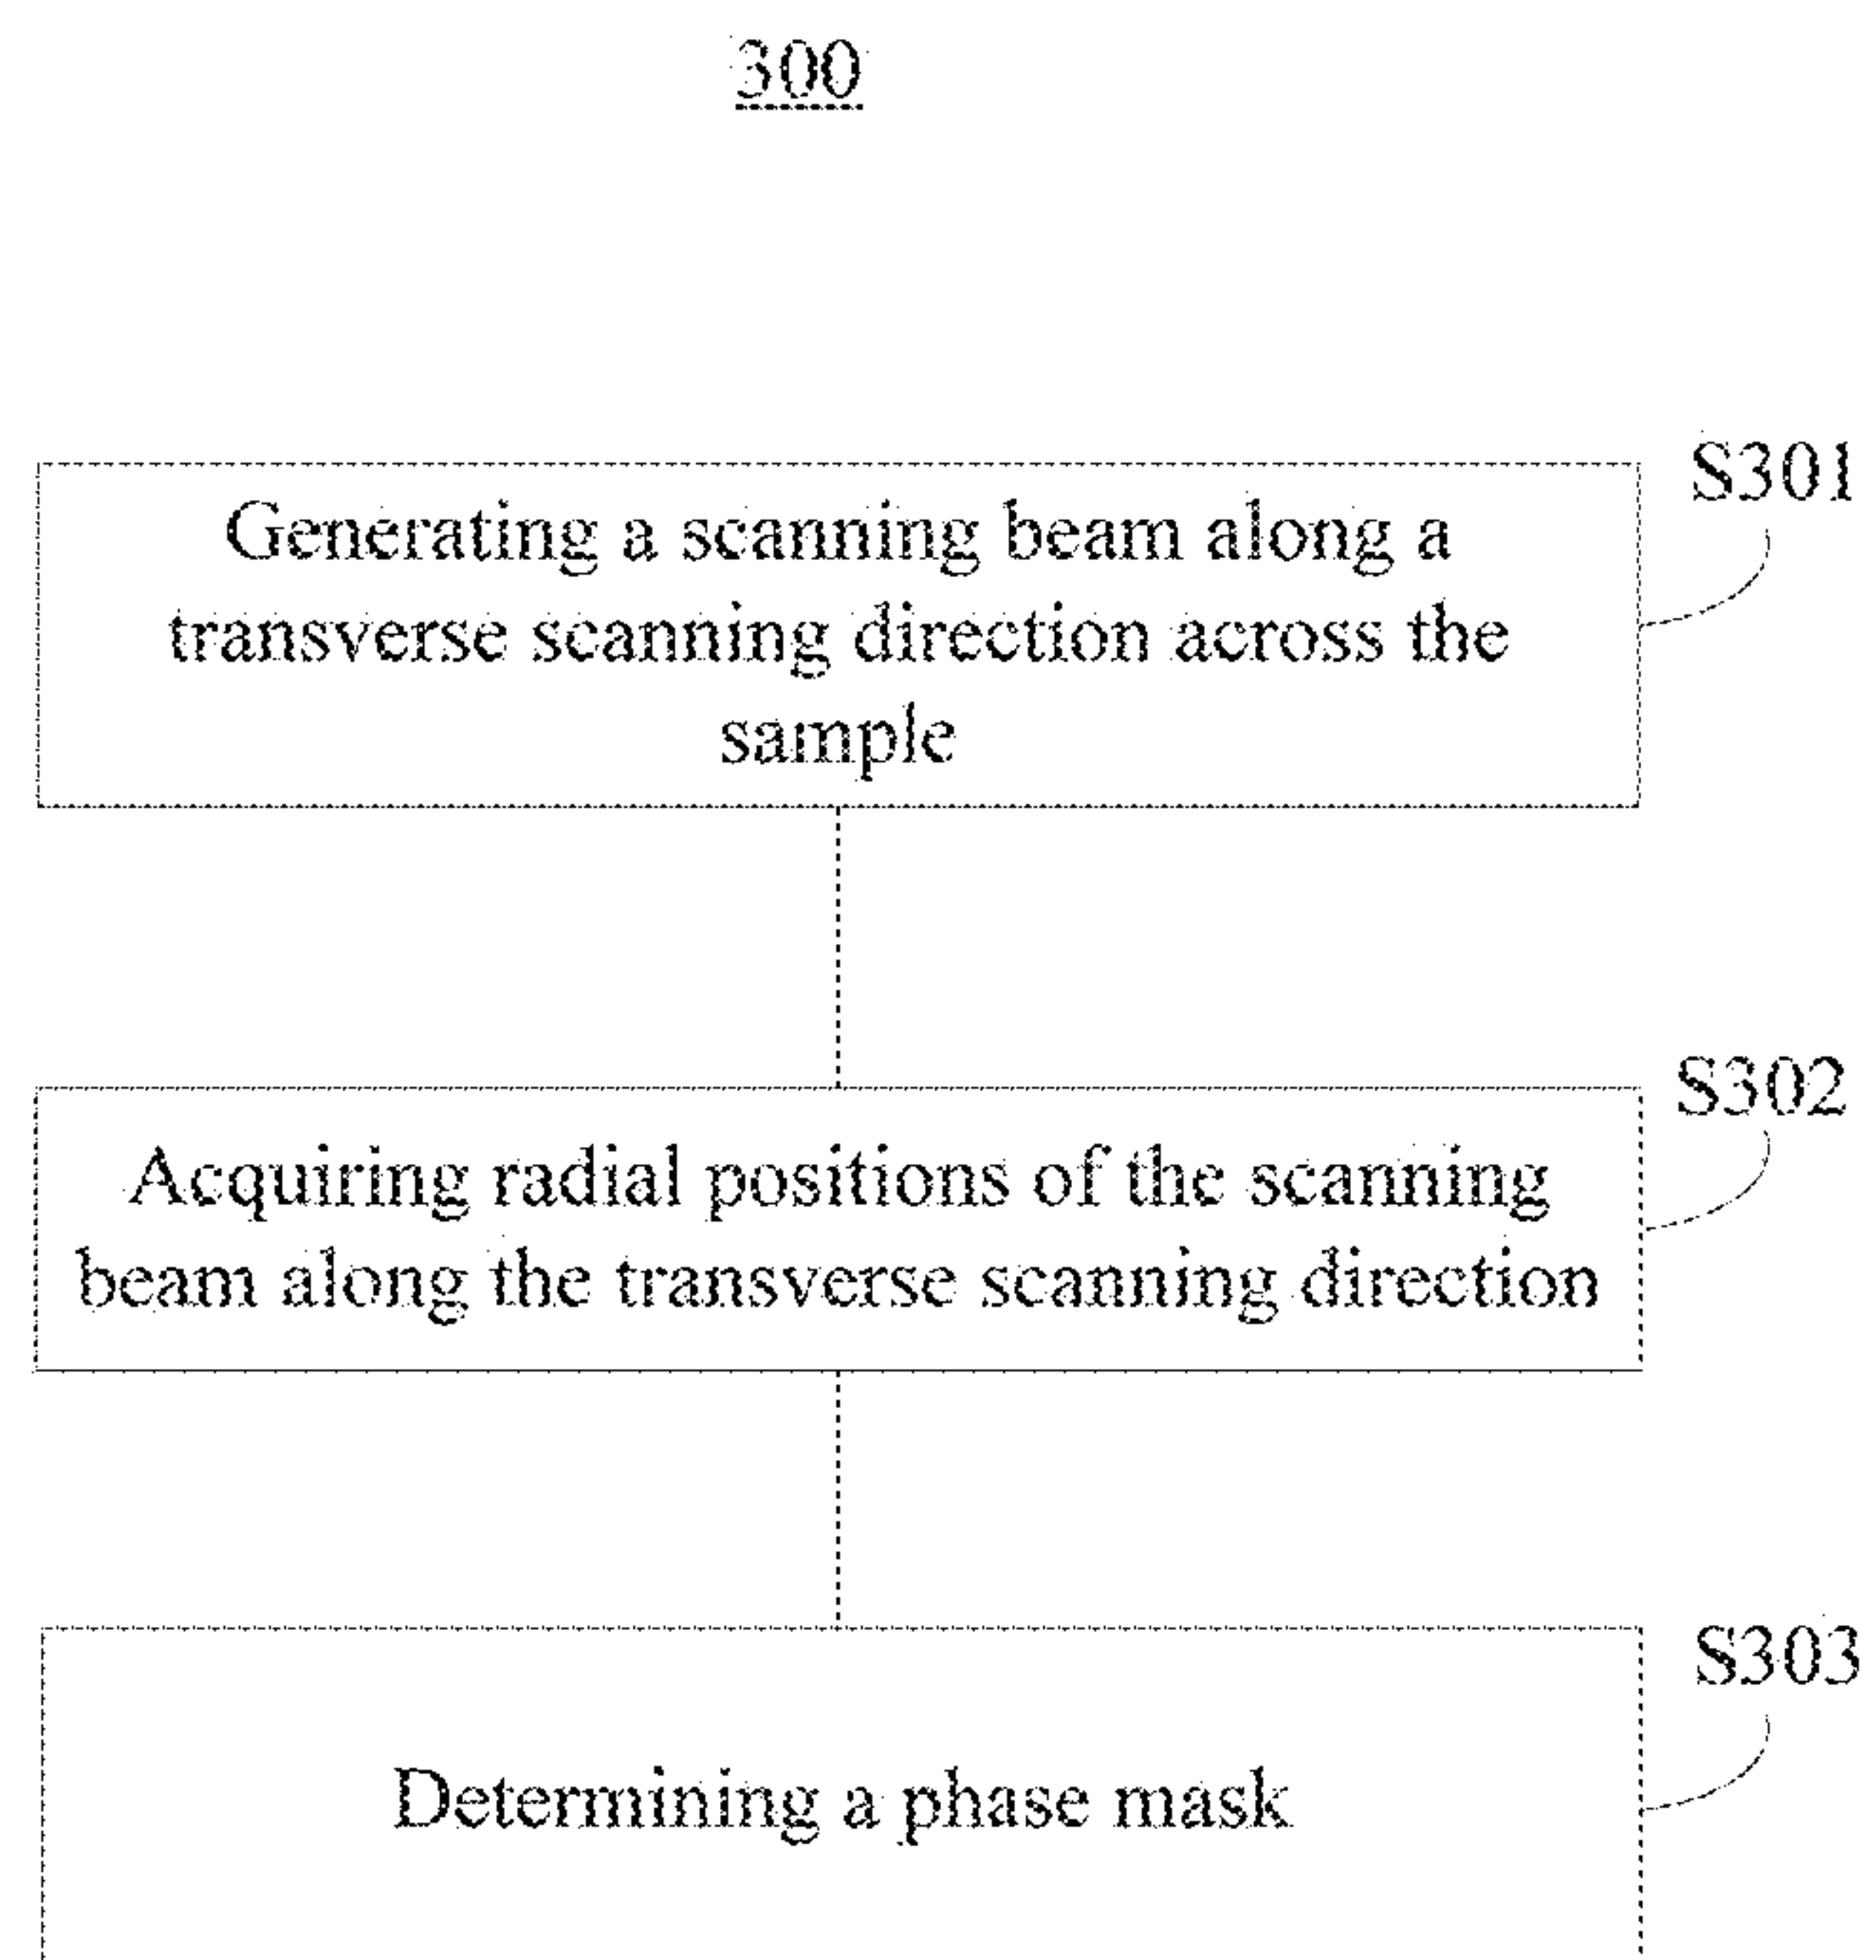 300
S301
Generating a scanning beam along a
transverse scanning direction across the
sample
S302
Acquiring radial positions of the scanning
beam along the transverse scanning direction
S303
Determining a phase mask